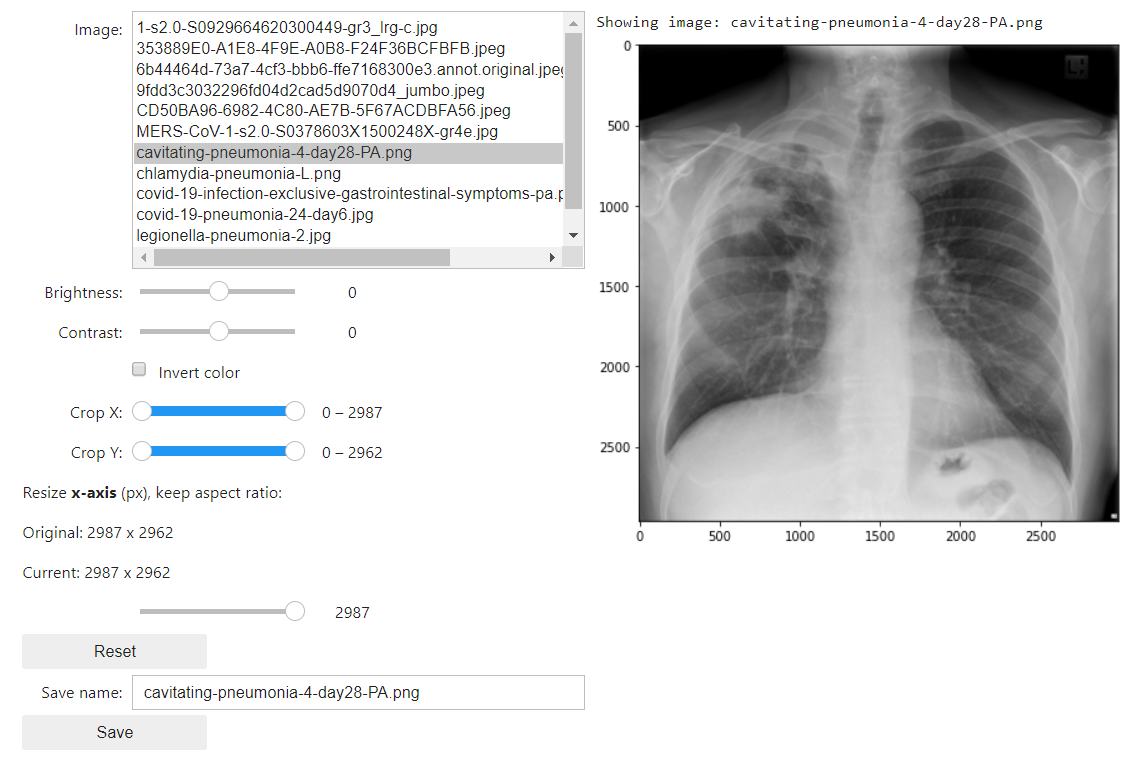 Image:
1-s2.0-S0929664620300449-gr3_lrg-c.jpg
353889E0-A1E8-4F9E-A0B8-F24F36BCFBFB.jpeg
6b44464d-73a7-4cf3-bbb6-ffe7168300e3.annot.original.jpeg
9fdd3c3032296fd04d2cad5d9070d4_jumbo.jpeg
CD50BA96-6982-4C80-AE7B-5F67ACDBFA56.jpeg
MERS-CoV-1-s2.0-S0378603X1500248X-gr4e.jpg
cavitating-pneumonia-4-day28-PA.png
chlamydia-pneumonia-L.png
covid-19-infection-exclusive-gastrointestinal-symptoms-pa.p
covid-19-pneumonia-24-day6.jpg
legionella-pneumonia-2.jpg
Brightness: 0
Contrast: 0
Invert color
Crop X: 0 – 2987
Crop Y: 0 – 2962
Resize x-axis (px), keep aspect ratio:
Original: 2987 x 2962
Current: 2987 x 2962
2987
Reset
Save name: cavitating-pneumonia-4-day28-PA.png
Save
Showing image: cavitating-pneumonia-4-day28-PA.png
0
500
1000
1500
2000
2500
0 500 1000 1500 2000 2500